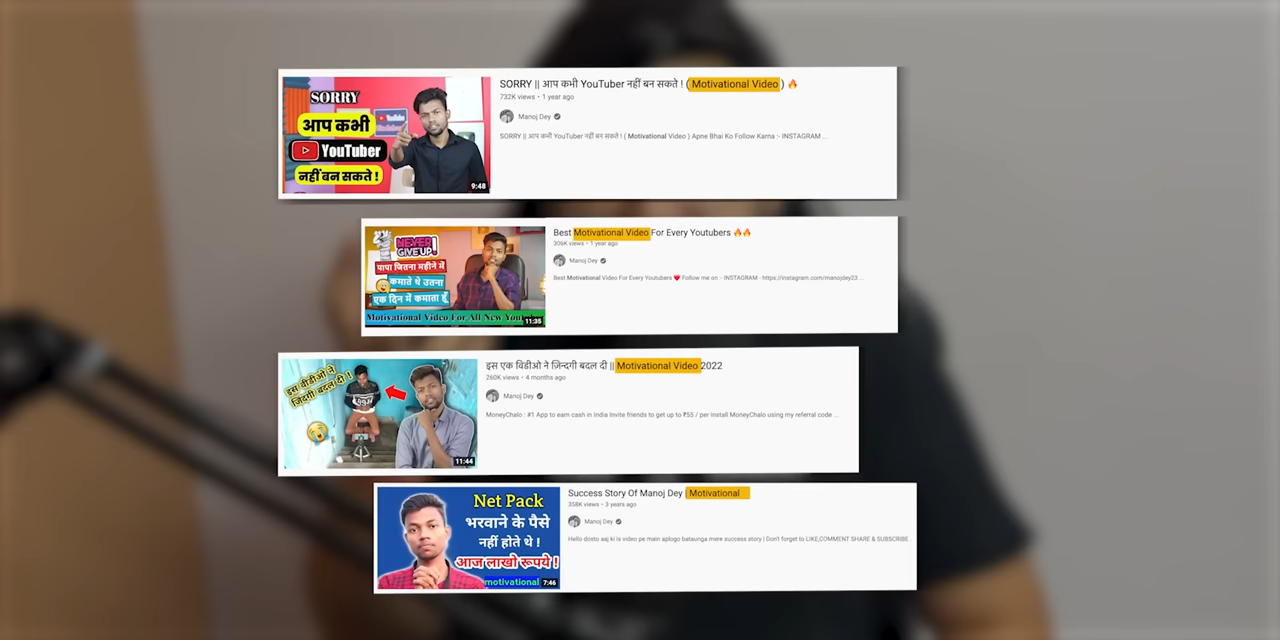 SORRY
आप कभी
YouTuber
नहीं बन सकते !
9:48
SORRY || आप कभी YouTuber नहीं बन सकते ! ( Motivational Video ) 🔥
732K views • 1 year ago
Manoj Dey
SORRY || आप कभी YouTuber नहीं बन सकते ! ( Motivational Video ) Apne Bhai Ko Follow Karna :- INSTAGRAM ...
NEVER
GIVE UP!
पापा जितना महीने में
कमाते थे उतना
एक दिन में कमाता हूँ
Motivational Video For All New
11:35
Best Motivational Video For Every Youtubers 🔥🔥
306K views • 1 year ago
Manoj Dey
Best Motivational Video For Every Youtubers ❤️ Follow me on :- INSTAGRAM - https://instagram.com/manojdey23 ...
इस वीडीओ ने
जिंदगी बदल दी !
11:44
इस एक विडीओ ने ज़िन्दगी बदल दी || Motivational Video 2022
260K views • 4 months ago
Manoj Dey
MoneyChalo : #1 App to earn cash in India Invite friends to get up to ₹55 / per Install MoneyChalo using my referral code ...
Net Pack
भरवाने के पैसे
नहीं होते थे !
आज लाखो रूपये !
motivational
7:46
Success Story Of Manoj Dey Motivational
358K views • 3 years ago
Manoj Dey
Hello dosto aaj ki is video pe main aplogo bataunga mere success story | Don't forget to LIKE,COMMENT SHARE & SUBSCRIBE